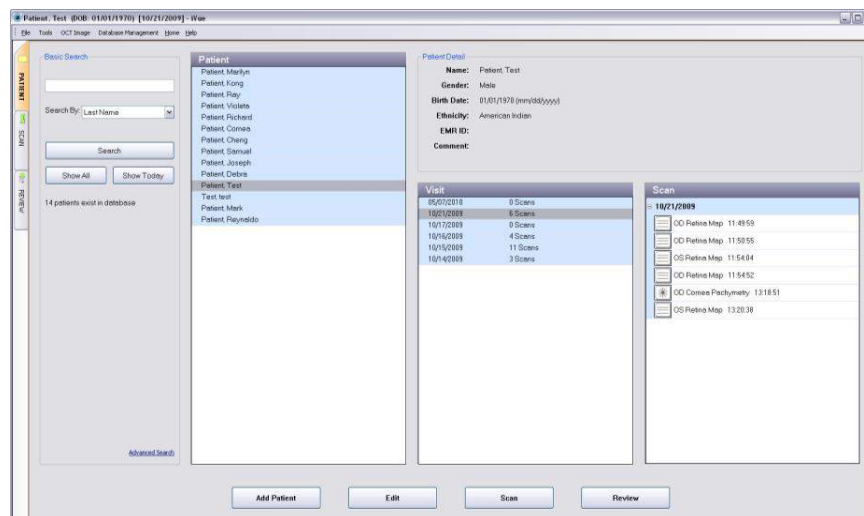 Patient, Test (DOB: 01/01/1970) [10/21/2009] - iVue
File Tools OCT Image Database Management Home Help
PATIENT
SCAN
REVIEW
Basic Search
Search By: Last Name
Search
Show All Show Today
14 patients exist in database
Advanced Search
Patient
Patient, Marilyn
Patient, Kong
Patient, Ray
Patient, Violeta
Patient, Richard
Patient, Cornea
Patient, Cheng
Patient, Samuel
Patient, Joseph
Patient, Debra
Patient, Test
Test, test
Patient, Mark
Patient, Reynaldo
Patient Detail
Name: Patient, Test
Gender: Male
Birth Date: 01/01/1970 (mm/dd/yyyy)
Ethnicity: American Indian
EMR ID:
Comment:
Visit
05/07/2010 0 Scans
10/21/2009 6 Scans
10/17/2009 0 Scans
10/16/2009 4 Scans
10/15/2009 11 Scans
10/14/2009 3 Scans
Scan
10/21/2009
OD Retina Map 11:49:59
OD Retina Map 11:50:55
OS Retina Map 11:54:04
OD Retina Map 11:54:52
OD Cornea Pachymetry 13:18:51
OS Retina Map 13:20:38
Add Patient Edit Scan Review